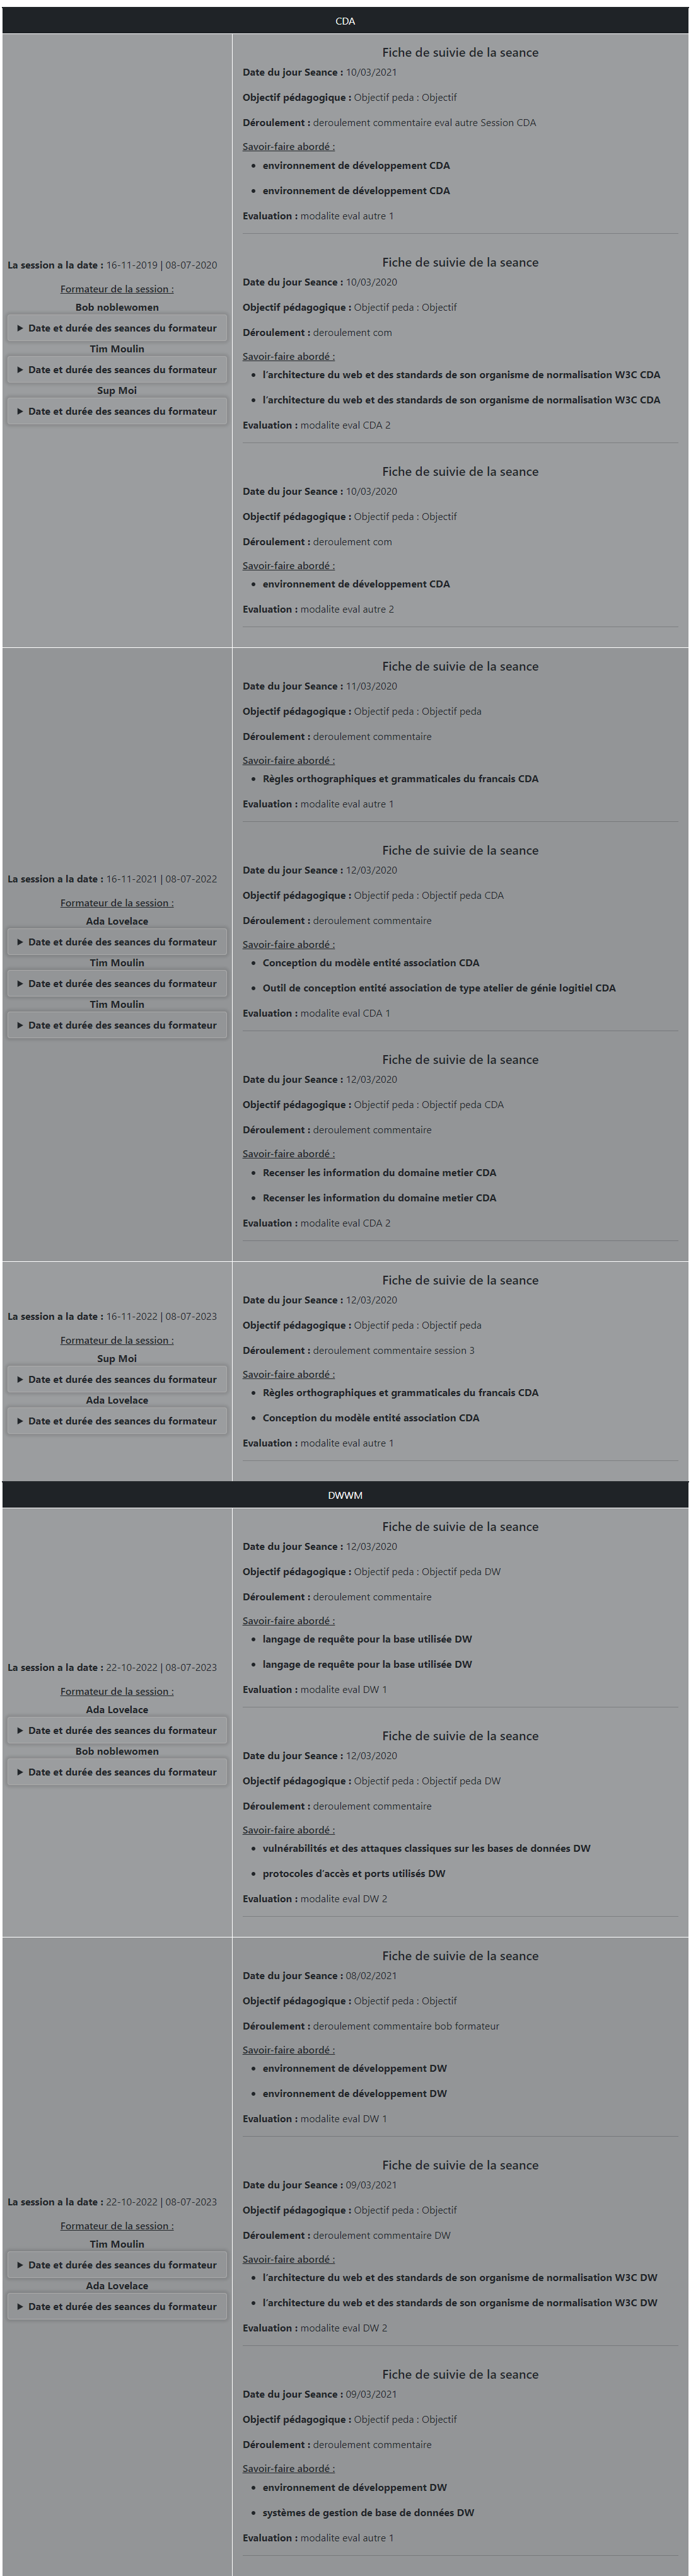 CDA
La session a la date : 16-11-2019 | 08-07-2020
Formateur de la session :
Bob noblewomen
Date et durée des seances du formateur
Tim Moulin
Date et durée des seances du formateur
Sup Moi
Date et durée des seances du formateur
Fiche de suivie de la seance
Date du jour Seance : 10/03/2021
Objectif pédagogique : Objectif peda : Objectif
Déroulement : deroulement commentaire eval autre Session CDA
Savoir-faire abordé :
environnement de développement CDA
environnement de développement CDA
Evaluation : modalite eval autre 1
Fiche de suivie de la seance
Date du jour Seance : 10/03/2020
Objectif pédagogique : Objectif peda : Objectif
Déroulement : deroulement com
Savoir-faire abordé :
l'architecture du web et des standards de son organisme de normalisation W3C CDA
l'architecture du web et des standards de son organisme de normalisation W3C CDA
Evaluation : modalite eval CDA 2
Fiche de suivie de la seance
Date du jour Seance : 10/03/2020
Objectif pédagogique : Objectif peda : Objectif
Déroulement : deroulement com
Savoir-faire abordé :
environnement de développement CDA
Evaluation : modalite eval autre 2
La session a la date : 16-11-2021 | 08-07-2022
Formateur de la session :
Ada Lovelace
Date et durée des seances du formateur
Tim Moulin
Date et durée des seances du formateur
Tim Moulin
Date et durée des seances du formateur
Fiche de suivie de la seance
Date du jour Seance : 11/03/2020
Objectif pédagogique : Objectif peda : Objectif peda
Déroulement : deroulement commentaire
Savoir-faire abordé :
Règles orthographiques et grammaticales du francais CDA
Evaluation : modalite eval autre 1
Fiche de suivie de la seance
Date du jour Seance : 12/03/2020
Objectif pédagogique : Objectif peda : Objectif peda CDA
Déroulement : deroulement commentaire
Savoir-faire abordé :
Conception du modèle entité association CDA
Outil de conception entité association de type atelier de génie logitiel CDA
Evaluation : modalite eval CDA 1
Fiche de suivie de la seance
Date du jour Seance : 12/03/2020
Objectif pédagogique : Objectif peda : Objectif peda CDA
Déroulement : deroulement commentaire
Savoir-faire abordé :
Recenser les information du domaine metier CDA
Recenser les information du domaine metier CDA
Evaluation : modalite eval CDA 2
La session a la date : 16-11-2022 | 08-07-2023
Formateur de la session :
Sup Moi
Date et durée des seances du formateur
Ada Lovelace
Date et durée des seances du formateur
Fiche de suivie de la seance
Date du jour Seance : 12/03/2020
Objectif pédagogique : Objectif peda : Objectif peda
Déroulement : deroulement commentaire session 3
Savoir-faire abordé :
Règles orthographiques et grammaticales du francais CDA
Conception du modèle entité association CDA
Evaluation : modalite eval autre 1
DWWM
La session a la date : 22-10-2022 | 08-07-2023
Formateur de la session :
Ada Lovelace
Date et durée des seances du formateur
Bob noblewomen
Date et durée des seances du formateur
Fiche de suivie de la seance
Date du jour Seance : 12/03/2020
Objectif pédagogique : Objectif peda : Objectif peda DW
Déroulement : deroulement commentaire
Savoir-faire abordé :
langage de requête pour la base utilisée DW
langage de requête pour la base utilisée DW
Evaluation : modalite eval DW 1
Fiche de suivie de la seance
Date du jour Seance : 12/03/2020
Objectif pédagogique : Objectif peda : Objectif peda DW
Déroulement : deroulement commentaire
Savoir-faire abordé :
vulnérabilités et des attaques classiques sur les bases de données DW
protocoles d'accès et ports utilisés DW
Evaluation : modalite eval DW 2
La session a la date : 22-10-2022 | 08-07-2023
Formateur de la session :
Tim Moulin
Date et durée des seances du formateur
Ada Lovelace
Date et durée des seances du formateur
Fiche de suivie de la seance
Date du jour Seance : 08/02/2021
Objectif pédagogique : Objectif peda : Objectif
Déroulement : deroulement commentaire bob formateur
Savoir-faire abordé :
environnement de développement DW
environnement de développement DW
Evaluation : modalite eval DW 1
Fiche de suivie de la seance
Date du jour Seance : 09/03/2021
Objectif pédagogique : Objectif peda : Objectif
Déroulement : deroulement commentaire DW
Savoir-faire abordé :
l'architecture du web et des standards de son organisme de normalisation W3C DW
l'architecture du web et des standards de son organisme de normalisation W3C DW
Evaluation : modalite eval DW 2
Fiche de suivie de la seance
Date du jour Seance : 09/03/2021
Objectif pédagogique : Objectif peda : Objectif
Déroulement : deroulement commentaire
Savoir-faire abordé :
environnement de développement DW
systèmes de gestion de base de données DW
Evaluation : modalite eval autre 1